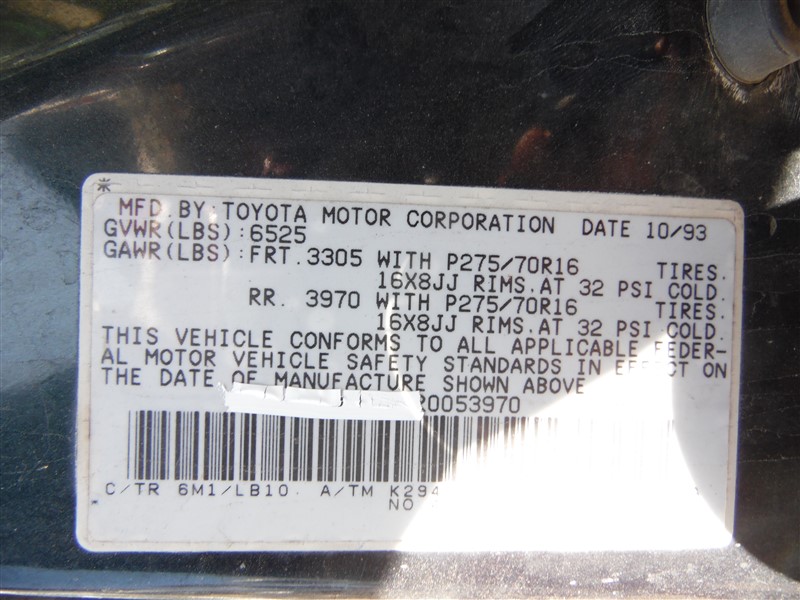 MFD.BY:TOYOTA MOTOR CORPORATION DATE 10/93
GVWR(LBS):6525
GAWR(LBS):FRT.3305 WITH P275/70R16 TIRES.
16X8JJ RIMS.AT 32 PSI COLD.
RR. 3970 WITH P275/70R16 TIRES.
16X8JJ RIMS.AT 32 PSI COLD.
THIS VEHICLE CONFORMS TO ALL APPLICABLE FEDER-
AL MOTOR VEHICLE SAFETY STANDARDS IN EFFECT ON
THE DATE OF MANUFACTURE SHOWN ABOVE
R0053970
C/TR 6M1/LB10. A/TM K294
NO